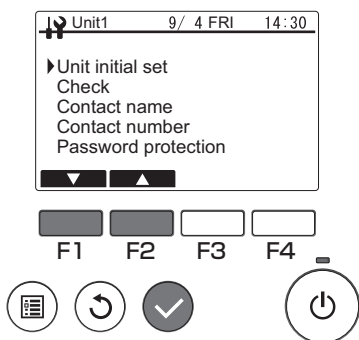 Unit1 9/ 4 FRI 14:30
Unit initial set
Check
Contact name
Contact number
Password protection
F1 F2 F3 F4